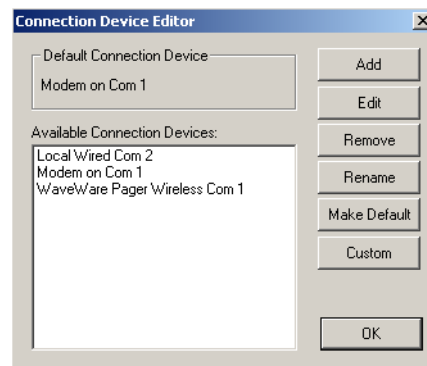 Connection Device Editor
Default Connection Device
Modem on Com 1
Available Connection Devices:
Local Wired Com 2
Modem on Com 1
WaveWare Pager Wireless Com 1
Add
Edit
Remove
Rename
Make Default
Custom
OK